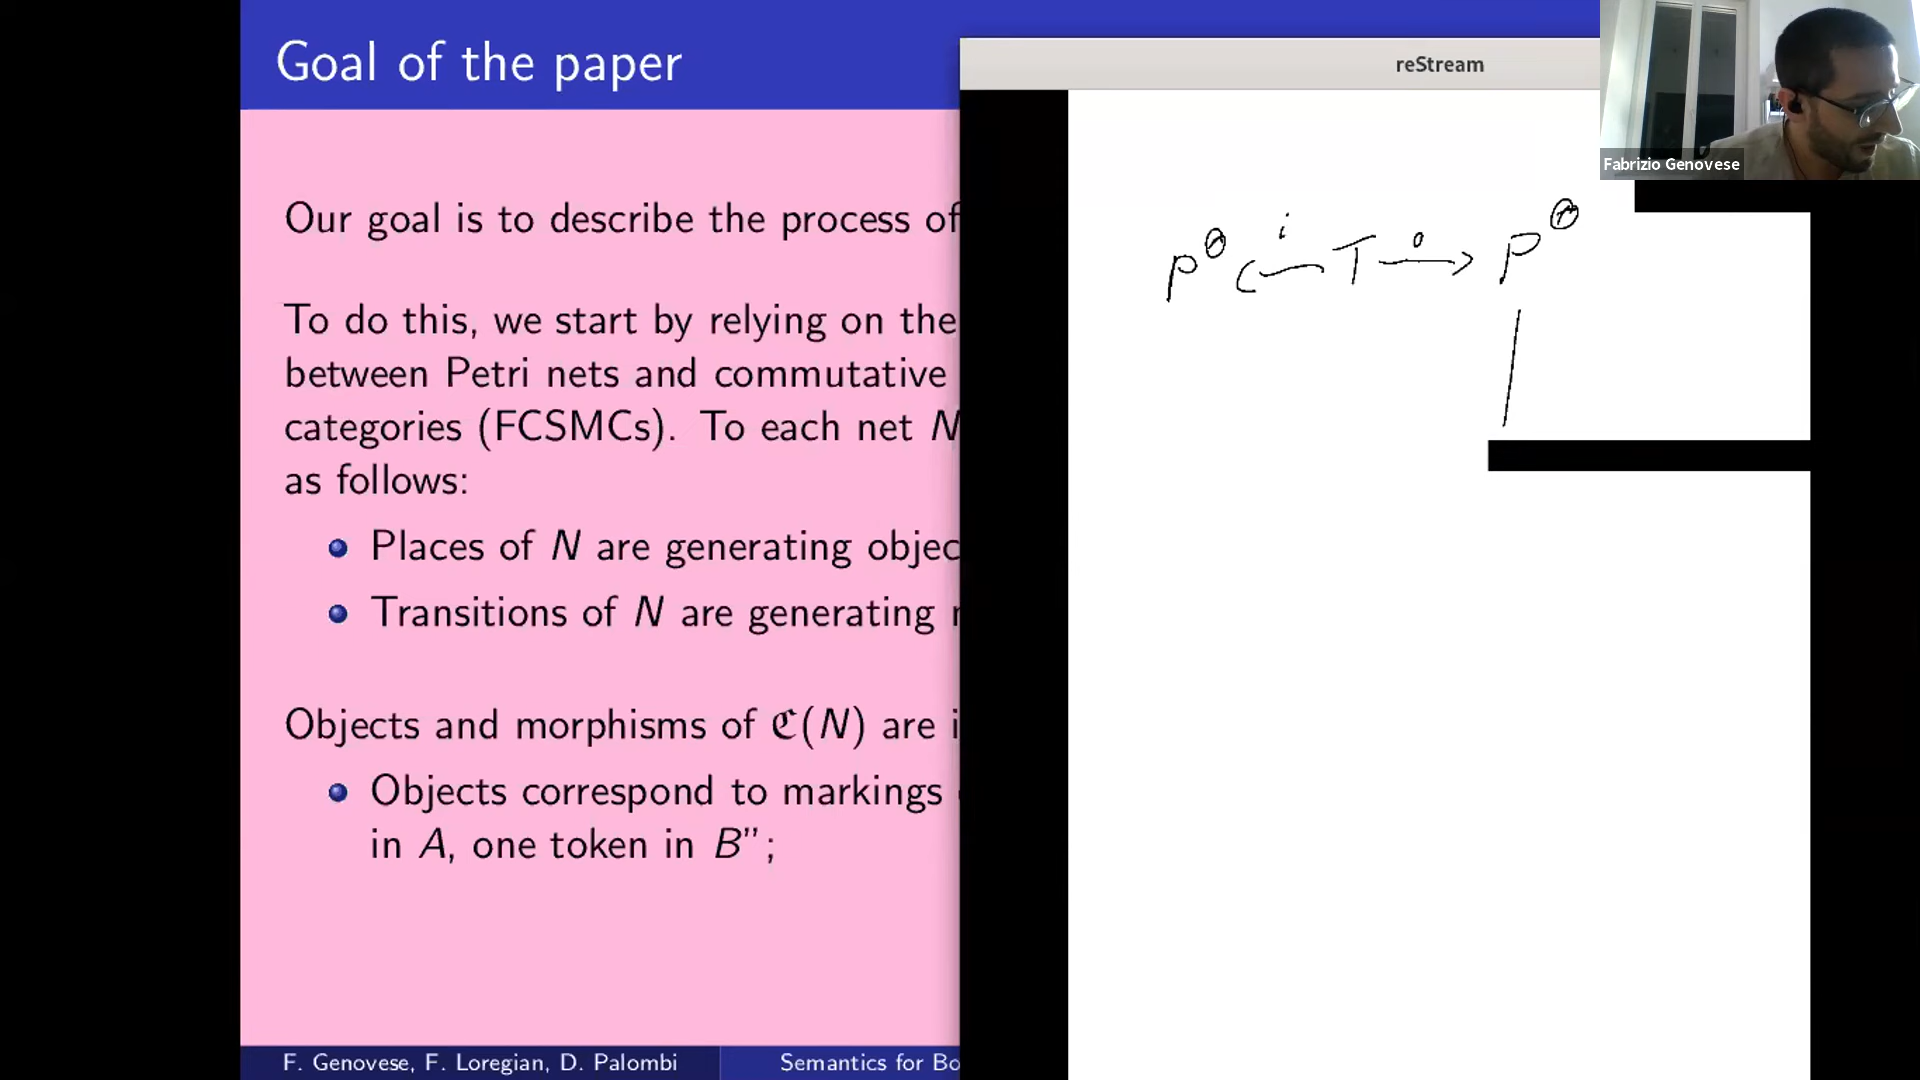 Goal of the paper
reStream
Fabrizio Genovese
Our goal is to describe the process of
To do this, we start by relying on the
between Petri nets and commutative
categories (FCSMCs). To each net N
as follows:
Places of N are generating objec
Transitions of N are generating
Objects and morphisms of ℭ(N) are i
Objects correspond to markings
in A, one token in B”;
F. Genovese, F. Loregian, D. Palombi
Semantics for Bo
P^⊕ ←i T →o P^⊕